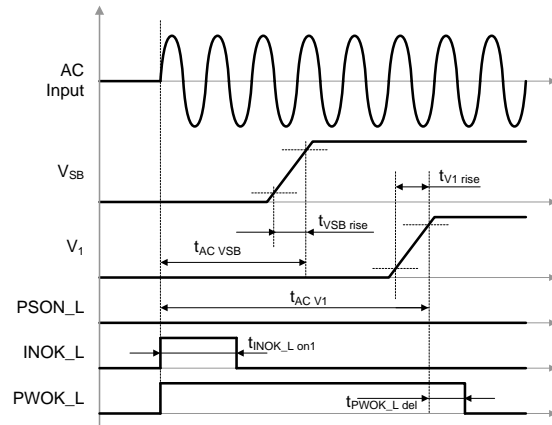 AC
Input
VSB
tV1 rise
tVSB rise
V1
tAC VSB
tAC V1
PSON_L
INOK_L
tINOK_L on1
PWOK_L
tPWOK_L del